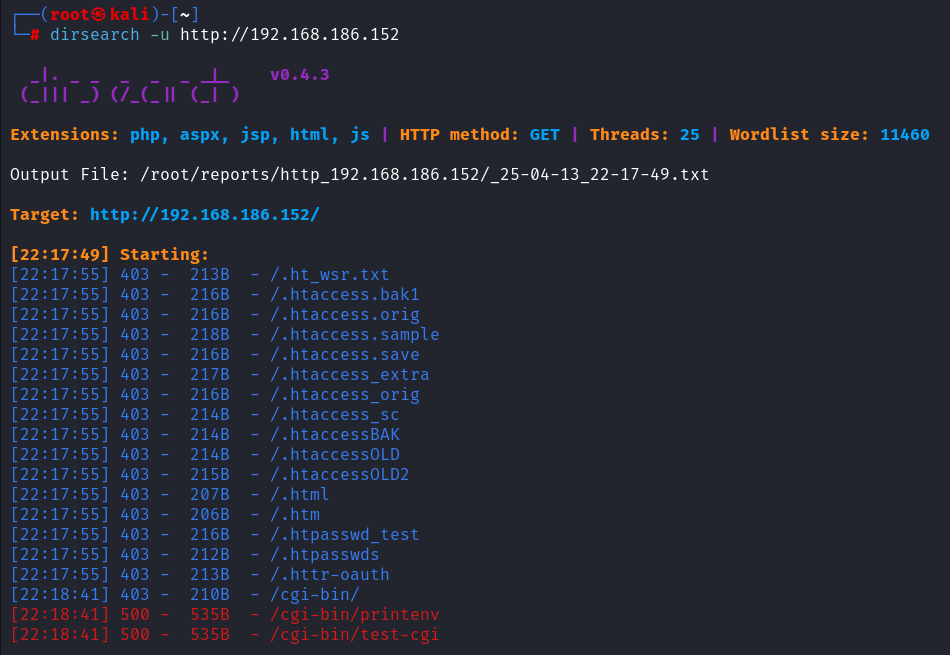 ┌──(root㉿kali)-[~]
└─# dirsearch -u http://192.168.186.152
  _|. _ _  _  _  _ _|_    v0.4.3
 (_||| _) (/_(_|| (_| )
Extensions: php, aspx, jsp, html, js | HTTP method: GET | Threads: 25 | Wordlist size: 11460
Output File: /root/reports/http_192.168.186.152/_25-04-13_22-17-49.txt
Target: http://192.168.186.152/
[22:17:49] Starting:
[22:17:55] 403 -  213B  - /.ht_wsr.txt
[22:17:55] 403 -  216B  - /.htaccess.bak1
[22:17:55] 403 -  216B  - /.htaccess.orig
[22:17:55] 403 -  218B  - /.htaccess.sample
[22:17:55] 403 -  216B  - /.htaccess.save
[22:17:55] 403 -  217B  - /.htaccess_extra
[22:17:55] 403 -  216B  - /.htaccess_orig
[22:17:55] 403 -  214B  - /.htaccess_sc
[22:17:55] 403 -  214B  - /.htaccessBAK
[22:17:55] 403 -  214B  - /.htaccessOLD
[22:17:55] 403 -  215B  - /.htaccessOLD2
[22:17:55] 403 -  207B  - /.html
[22:17:55] 403 -  206B  - /.htm
[22:17:55] 403 -  216B  - /.htpasswd_test
[22:17:55] 403 -  212B  - /.htpasswds
[22:17:55] 403 -  213B  - /.httr-oauth
[22:18:41] 403 -  210B  - /cgi-bin/
[22:18:41] 500 -  535B  - /cgi-bin/printenv
[22:18:41] 500 -  535B  - /cgi-bin/test-cgi